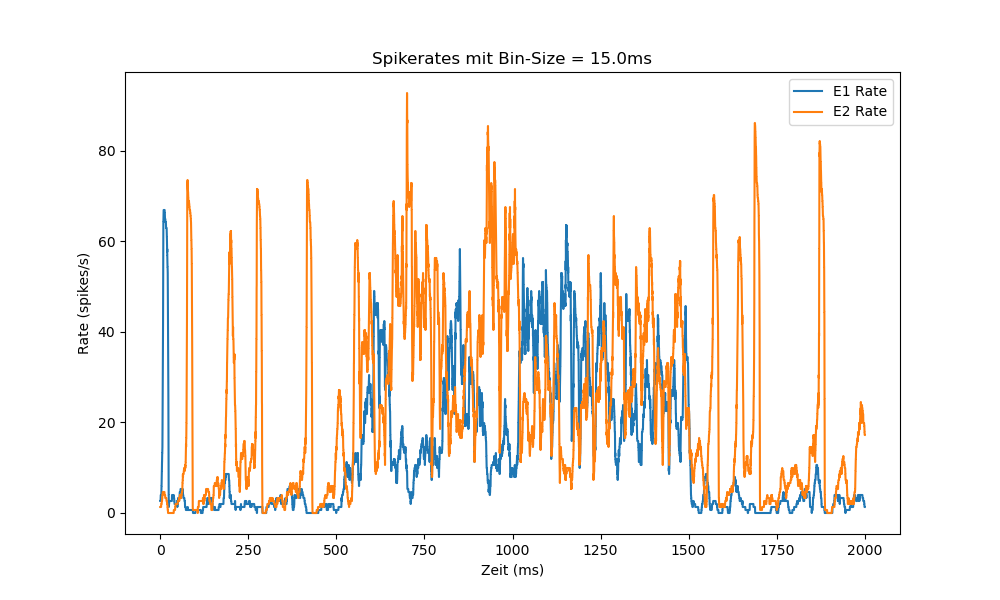 Spikerates mit Bin-Size = 15.0ms
E1 Rate
E2 Rate
Rate (spikes/s)
80
60
40
20
0
0 250 500 750 1000 1250 1500 1750 2000
Zeit (ms)